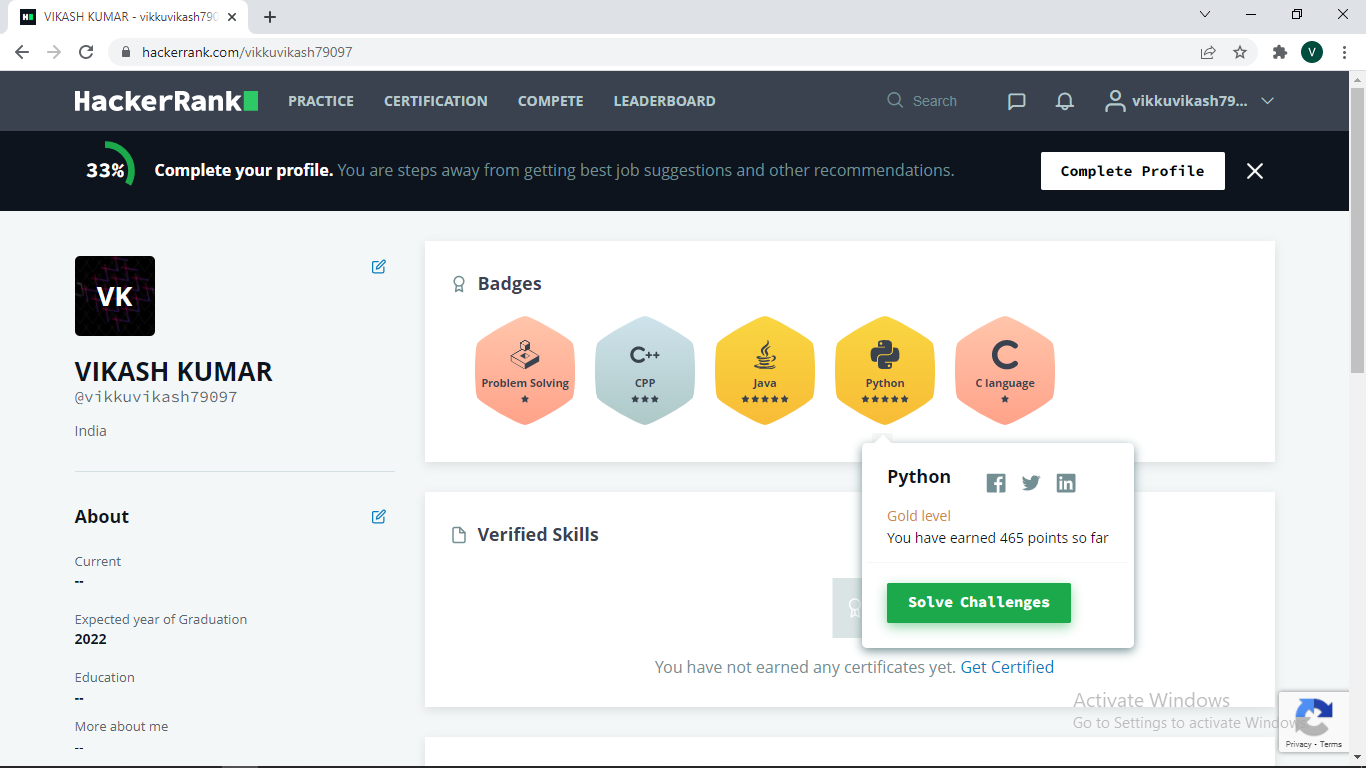 VIKASH KUMAR - vikkuvikash790
hackerrank.com/vikkuvikash79097
V
HackerRank
PRACTICE CERTIFICATION COMPETE LEADERBOARD
Search
vikkuvikash79...
33%
Complete your profile. You are steps away from getting best job suggestions and other recommendations.
Complete Profile
VK
VIKASH KUMAR
@vikkuvikash79097
India
About
Current
--
Expected year of Graduation
2022
Education
--
More about me
--
Badges
C++
C
Problem Solving CPP Java Python C language
Python
Gold level
You have earned 465 points so far
Solve Challenges
Verified Skills
You have not earned any certificates yet. Get Certified
Activate Windows
Go to Settings to activate Windows
Privacy - Terms